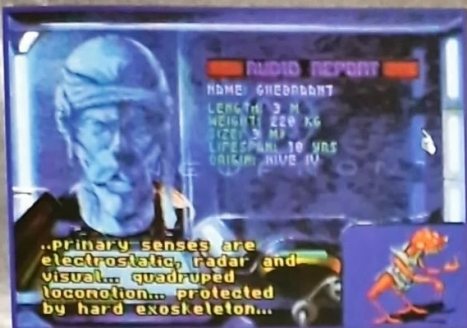 AUDIO REPORT
NAME:
LENGTH: 3 M
WEIGHT: 220 KG
SIZE: 3 M
LIFESPAN: 10 YRS
ORIGIN: HIVE IV
..primary senses are
electrostatic, radar and
visual... quadruped
locomotion... protected
by hard exoskeleton...